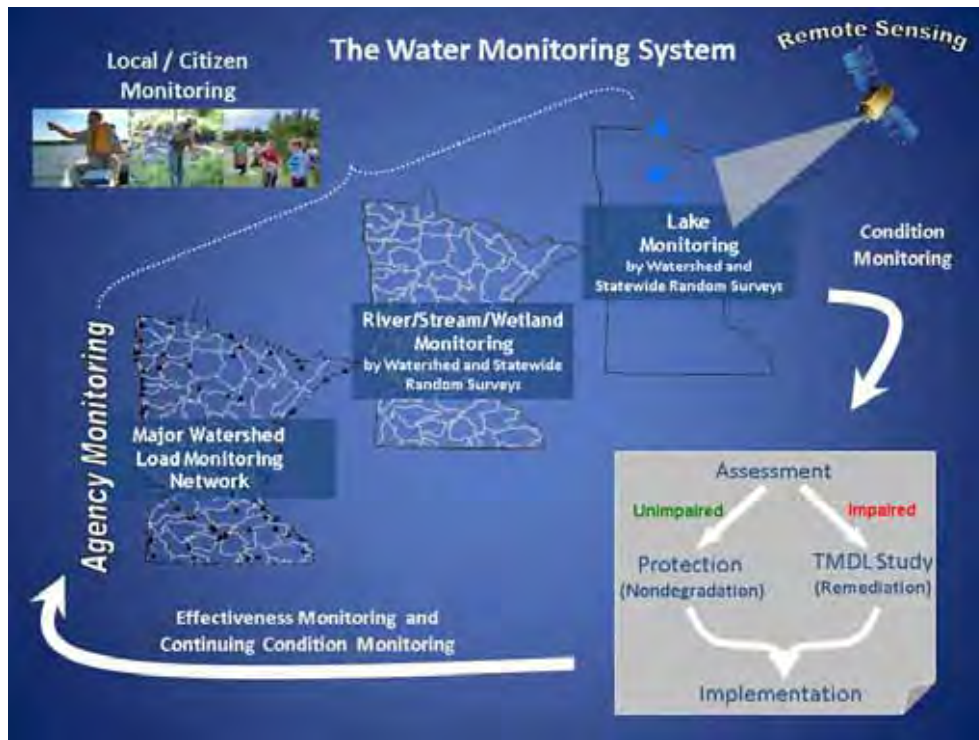 The Water Monitoring System
Remote Sensing
Local / Citizen
Monitoring
Lake
Monitoring
by Watershed and
Statewide Random Surveys
Condition
Monitoring
River/Stream/Wetland
Monitoring
by Watershed and Statewide
Random Surveys
Agency Monitoring
Major Watershed
Load Monitoring
Network
Assessment
Unimpaired
Impaired
Protection
(Nondegradation)
TMDL Study
(Remediation)
Implementation
Effectiveness Monitoring and
Continuing Condition Monitoring